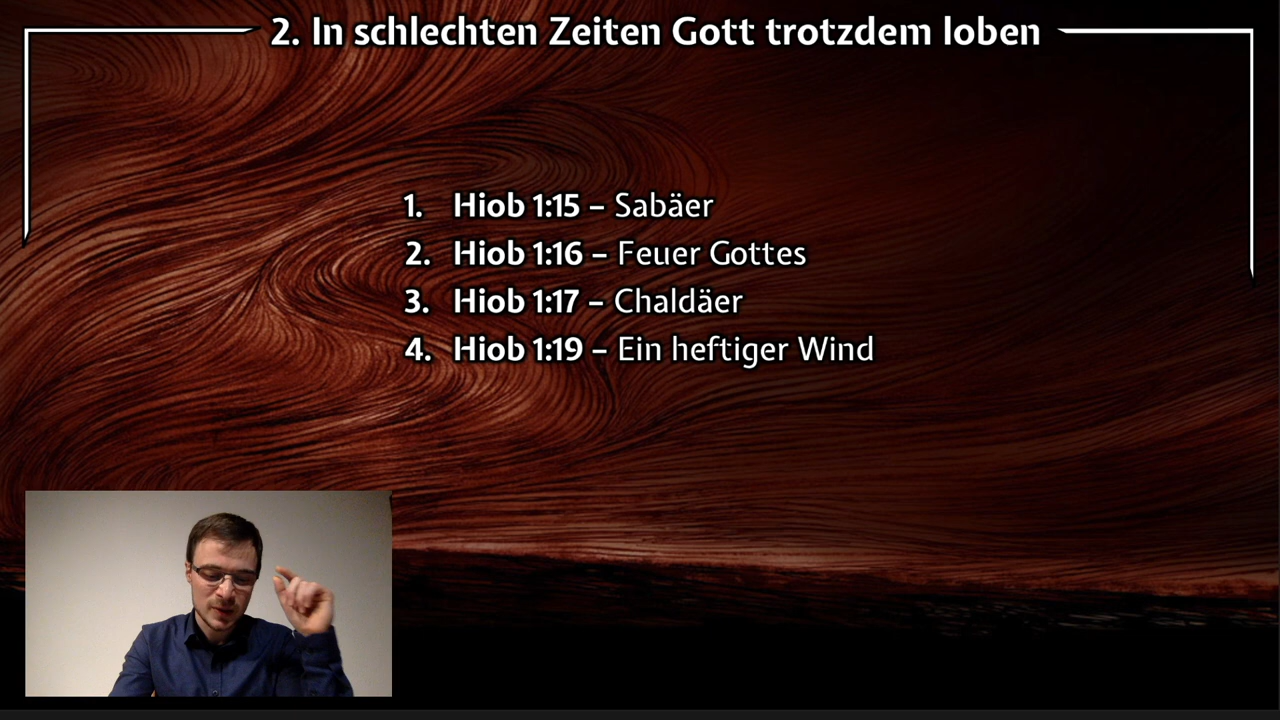 2. In schlechten Zeiten Gott trotzdem loben
1. Hiob 1:15 – Sabäer
2. Hiob 1:16 – Feuer Gottes
3. Hiob 1:17 – Chaldäer
4. Hiob 1:19 – Ein heftiger Wind